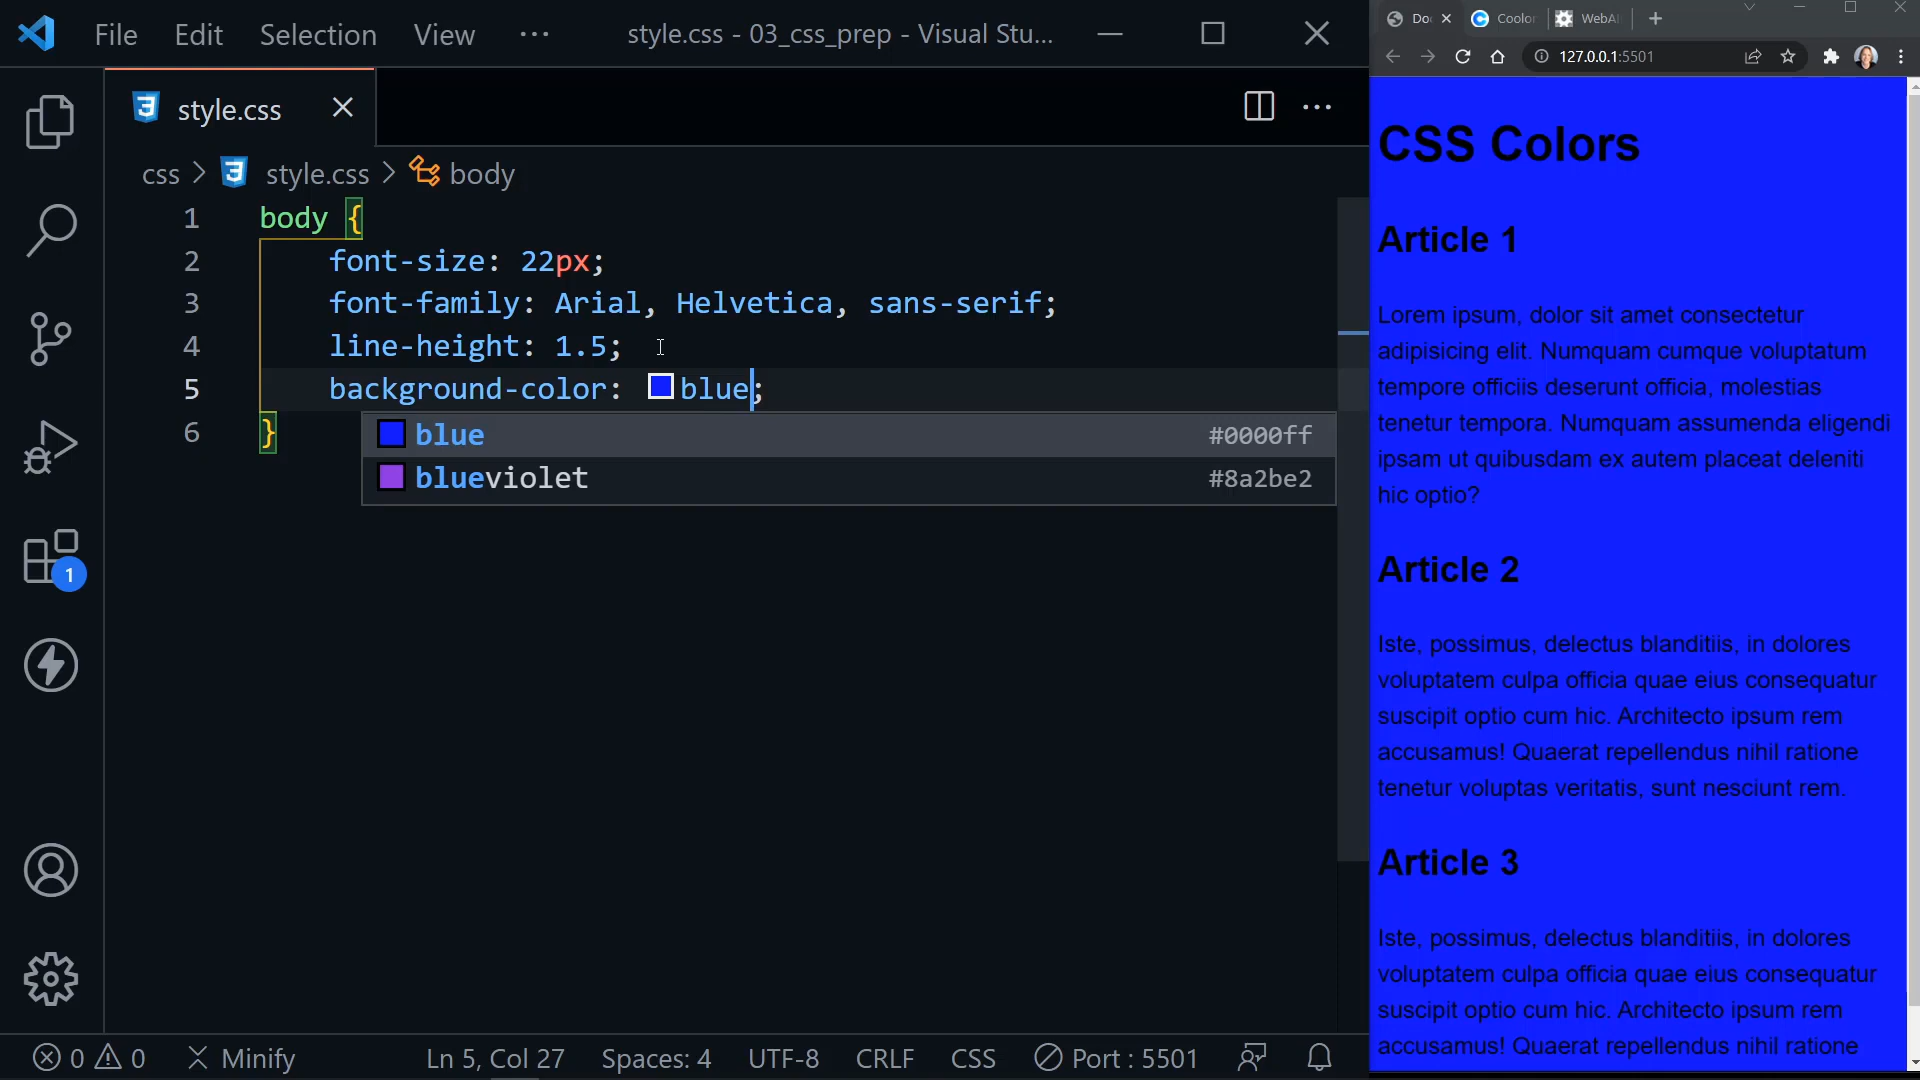 File Edit Selection View ··· style.css - 03_css_prep - Visual Stu...
style.css
css > style.css > body
1 body {
2 font-size: 22px;
3 font-family: Arial, Helvetica, sans-serif;
4 line-height: 1.5;
5 background-color: blue;
6 }
blue #0000ff
blueviolet #8a2be2
1
0 0 Minify Ln 5, Col 27 Spaces: 4 UTF-8 CRLF CSS Port : 5501
Do Coolor WebA
127.0.0.1:5501
CSS Colors
Article 1
Lorem ipsum, dolor sit amet consectetur
adipisicing elit. Numquam cumque voluptatum
tempore officiis deserunt officia, molestias
tenetur tempora. Numquam assumenda eligendi
ipsam ut quibusdam ex autem placeat deleniti
hic optio?
Article 2
Iste, possimus, delectus blanditiis, in dolores
voluptatem culpa officia quae eius consequatur
suscipit optio cum hic. Architecto ipsum rem
accusamus! Quaerat repellendus nihil ratione
tenetur voluptas veritatis, sunt nesciunt rem.
Article 3
Iste, possimus, delectus blanditiis, in dolores
voluptatem culpa officia quae eius consequatur
suscipit optio cum hic. Architecto ipsum rem
accusamus! Quaerat repellendus nihil ratione